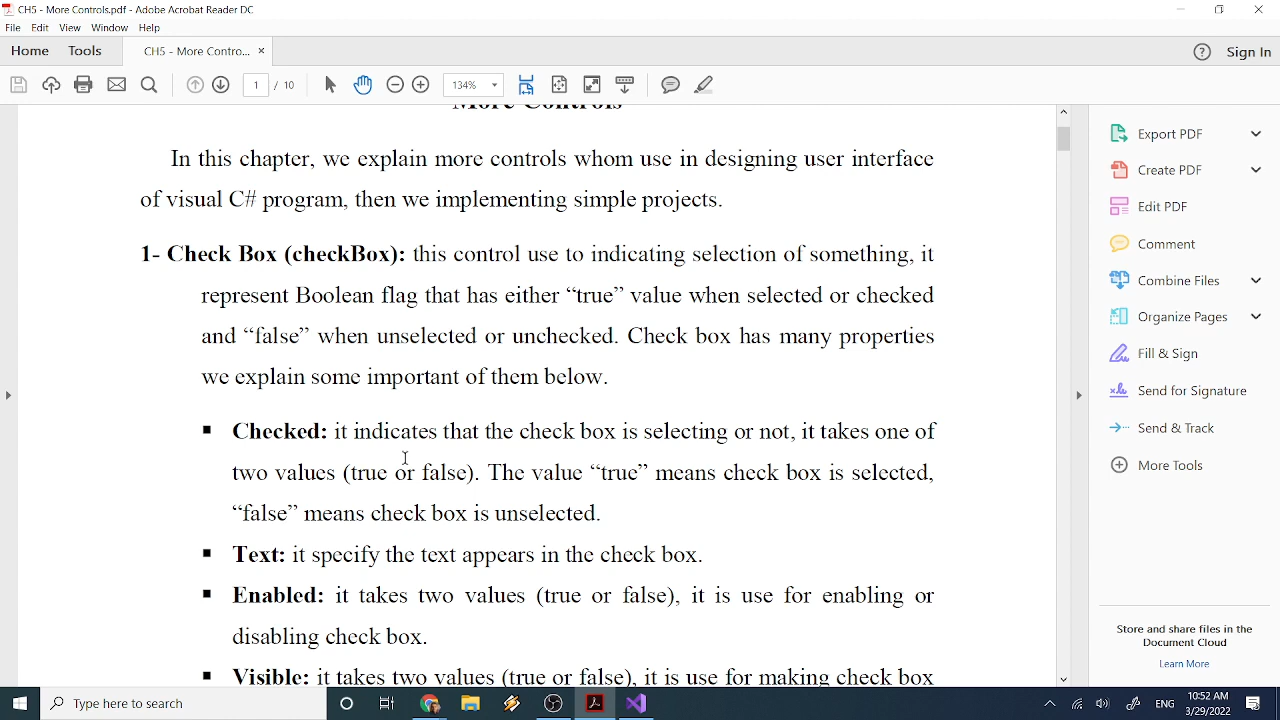 CH5 - More Controls.pdf - Adobe Acrobat Reader DC
File Edit View Window Help
Home Tools CH5 - More Contro... × Sign In
1 / 10 134%
More Controls
In this chapter, we explain more controls whom use in designing user interface
of visual C# program, then we implementing simple projects.
1- Check Box (checkBox): this control use to indicating selection of something, it
represent Boolean flag that has either “true” value when selected or checked
and “false” when unselected or unchecked. Check box has many properties
we explain some important of them below.
▪ Checked: it indicates that the check box is selecting or not, it takes one of
two values (true or false). The value “true” means check box is selected,
“false” means check box is unselected.
▪ Text: it specify the text appears in the check box.
▪ Enabled: it takes two values (true or false), it is use for enabling or
disabling check box.
▪ Visible: it takes two values (true or false), it is use for making check box
Export PDF
Create PDF
Edit PDF
Comment
Combine Files
Organize Pages
Fill & Sign
Send for Signature
Send & Track
More Tools
Store and share files in the
Document Cloud
Learn More
Type here to search
ENG
10:52 AM
3/29/2022